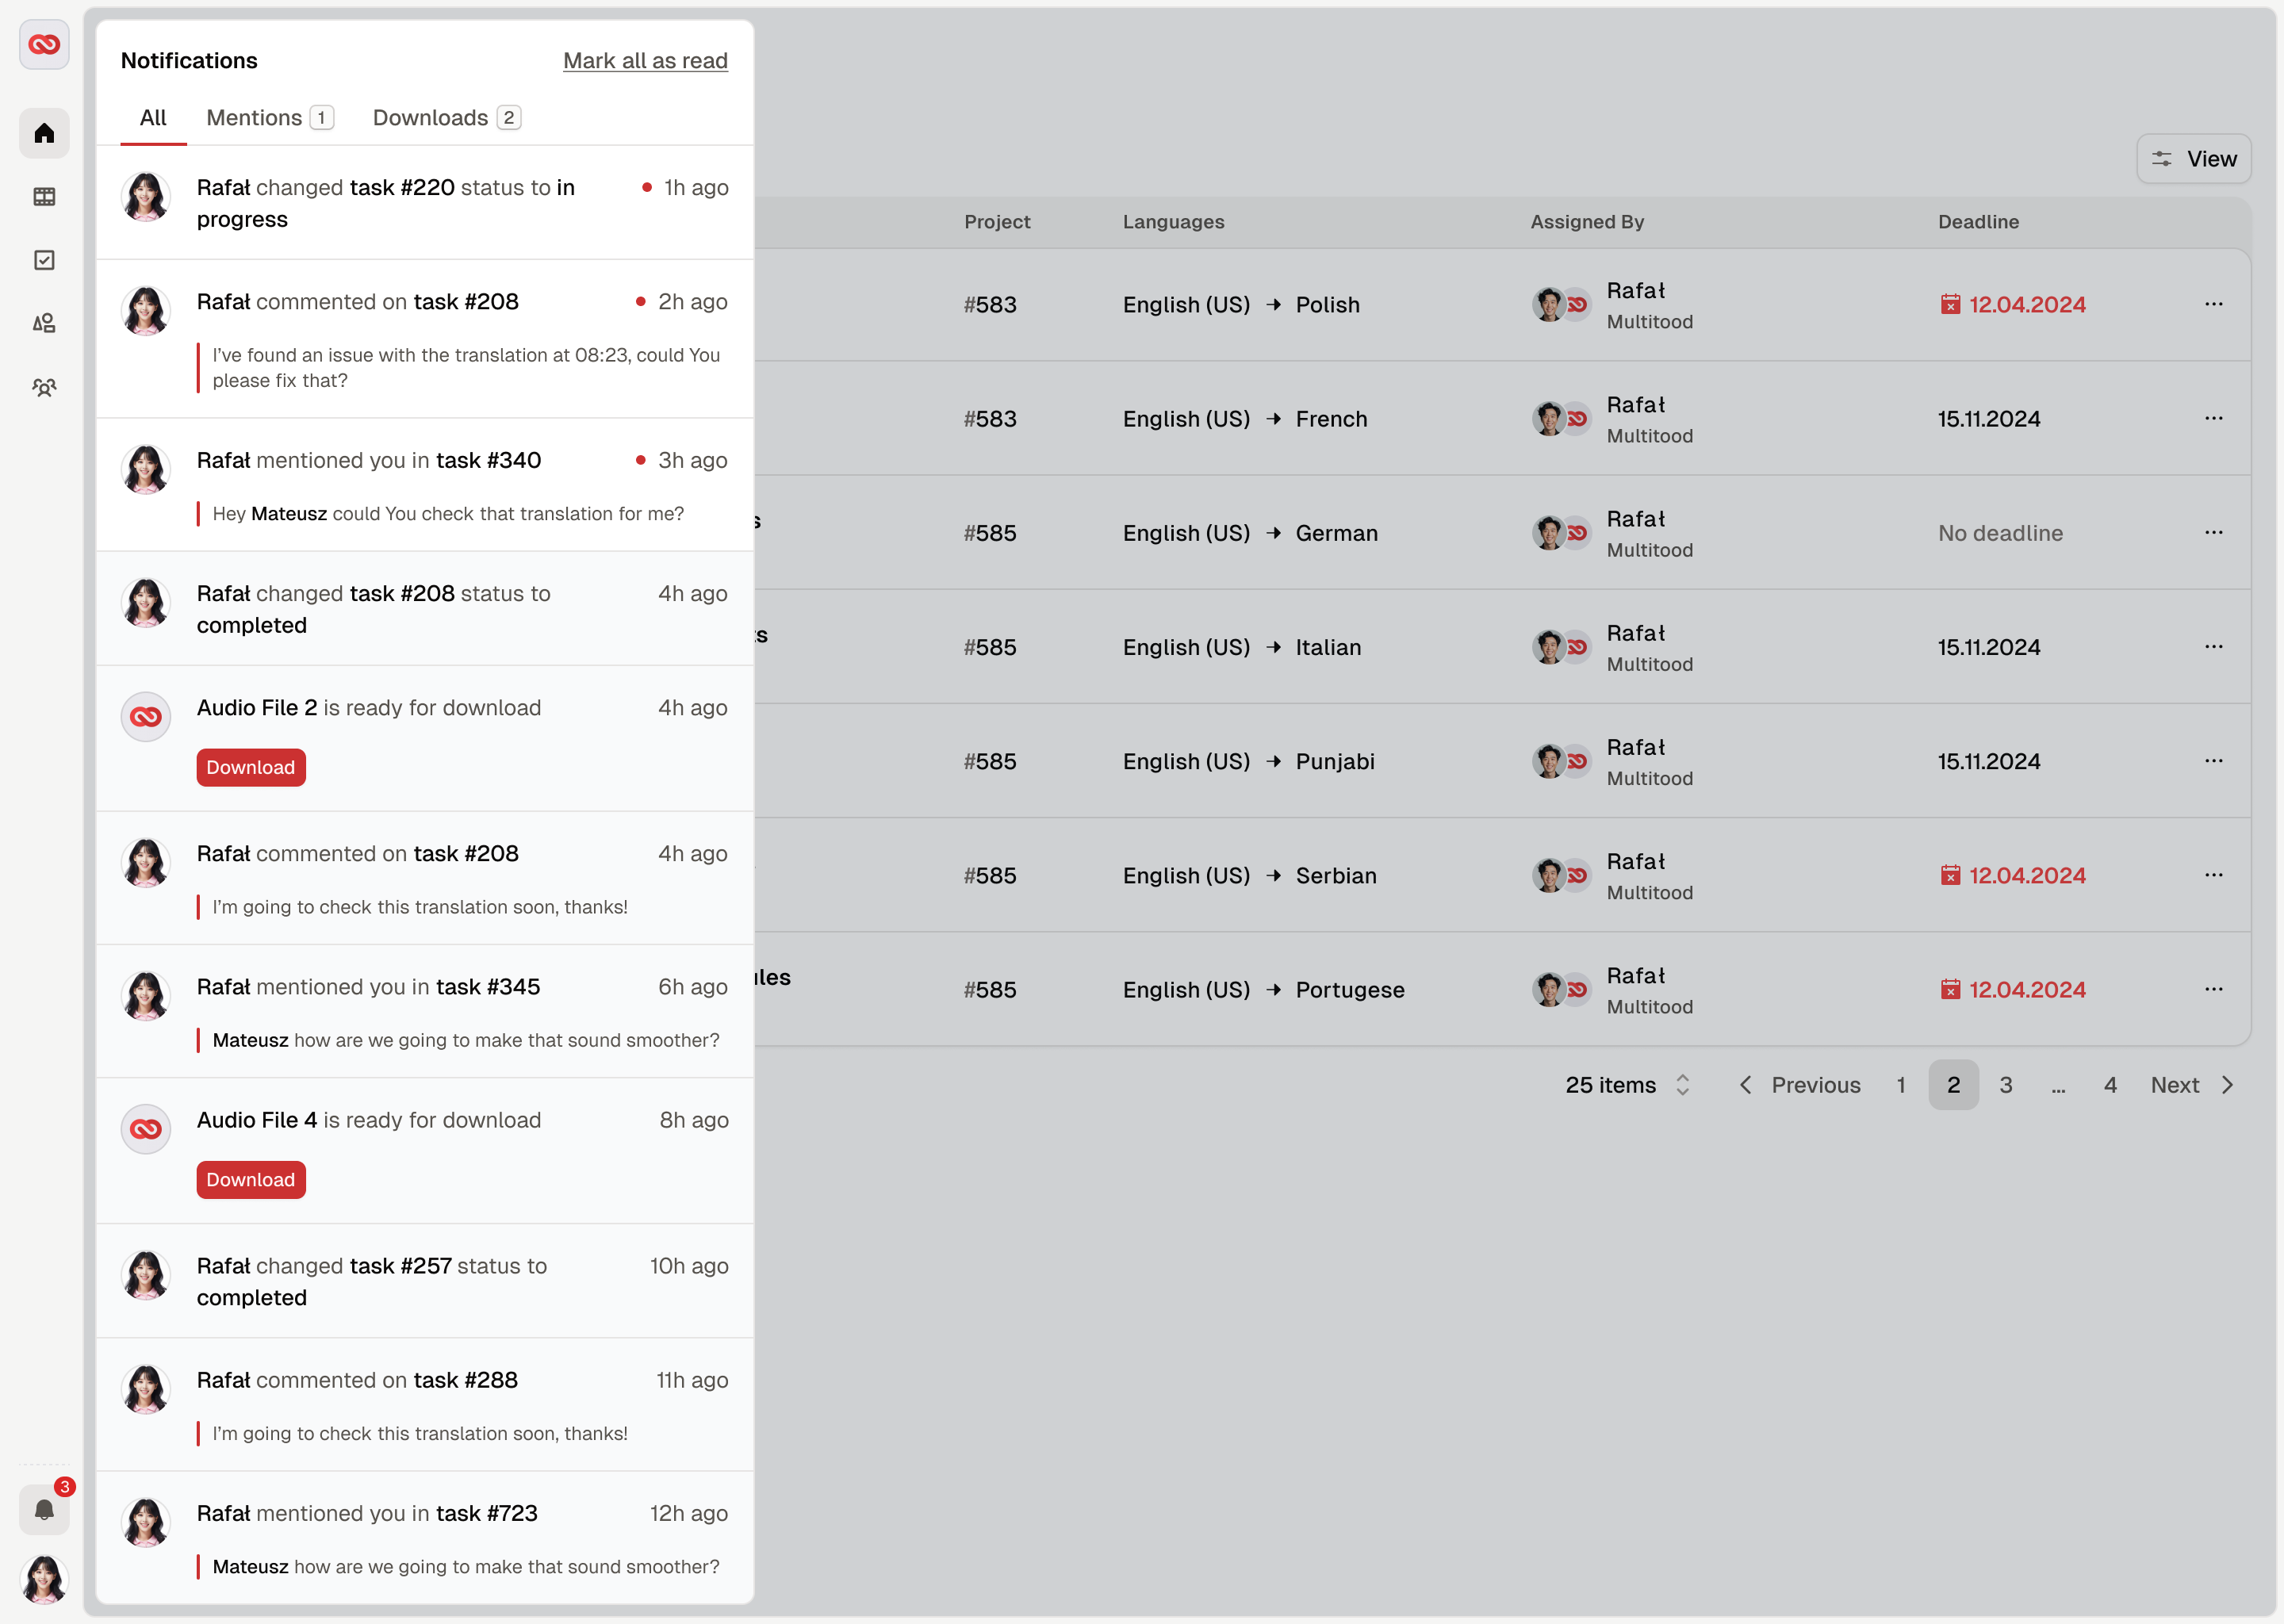 Notifications
Mark all as read
All
Mentions 1
Downloads 2
Rafał changed task #220 status to in
progress
1h ago
Rafał commented on task #208
2h ago
I’ve found an issue with the translation at 08:23, could You
please fix that?
Rafał mentioned you in task #340
3h ago
Hey Mateusz could You check that translation for me?
Rafał changed task #208 status to
completed
4h ago
Audio File 2 is ready for download
4h ago
Download
Rafał commented on task #208
4h ago
I’m going to check this translation soon, thanks!
Rafał mentioned you in task #345
6h ago
Mateusz how are we going to make that sound smoother?
Audio File 4 is ready for download
8h ago
Download
Rafał changed task #257 status to
completed
10h ago
Rafał commented on task #288
11h ago
I’m going to check this translation soon, thanks!
Rafał mentioned you in task #723
12h ago
Mateusz how are we going to make that sound smoother?
3
View
Project
Languages
Assigned By
Deadline
#583
English (US) → Polish
Rafał
Multitood
12.04.2024
#583
English (US) → French
Rafał
Multitood
15.11.2024
#585
English (US) → German
Rafał
Multitood
No deadline
#585
English (US) → Italian
Rafał
Multitood
15.11.2024
#585
English (US) → Punjabi
Rafał
Multitood
15.11.2024
#585
English (US) → Serbian
Rafał
Multitood
12.04.2024
#585
English (US) → Portugese
Rafał
Multitood
12.04.2024
25 items
Previous 1 2 3 ... 4 Next